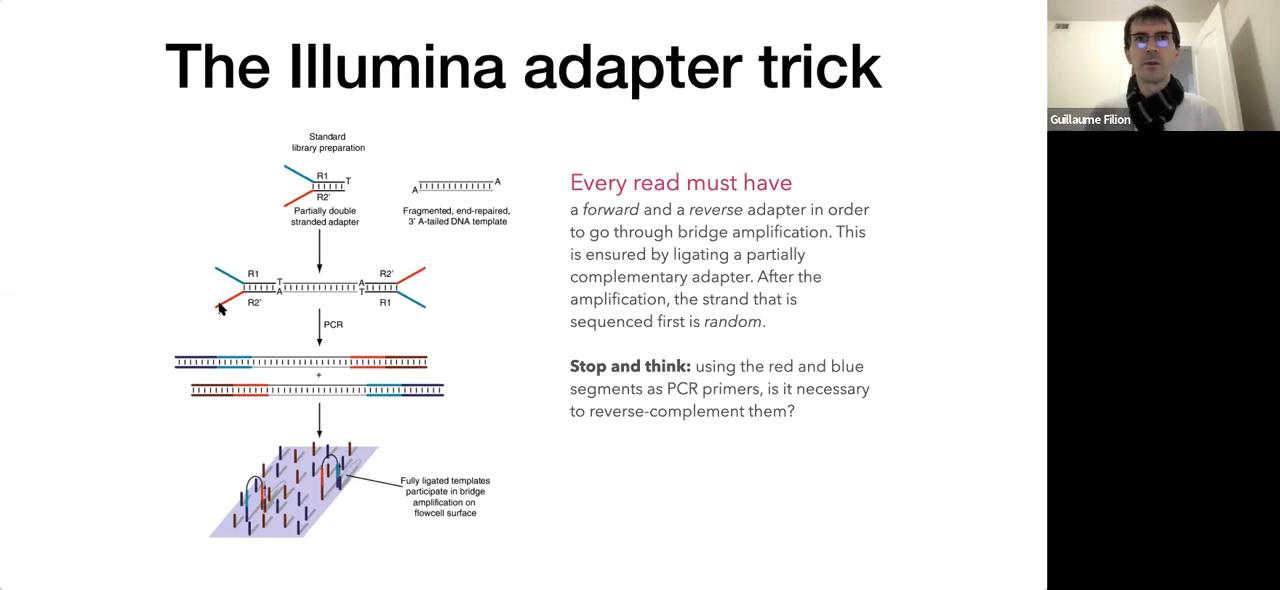 The Illumina adapter trick
Guillaume Filion
Standard
library preparation
R1
T
R2'
Partially double
stranded adapter
A
A
Fragmented, end-repaired,
3' A-tailed DNA template
R1
T
A
R2'
A
T
R2'
R1
PCR
+
Fully ligated templates
participate in bridge
amplification on
flowcell surface
Every read must have
a forward and a reverse adapter in order
to go through bridge amplification. This
is ensured by ligating a partially
complementary adapter. After the
amplification, the strand that is
sequenced first is random.
Stop and think: using the red and blue
segments as PCR primers, is it necessary
to reverse-complement them?